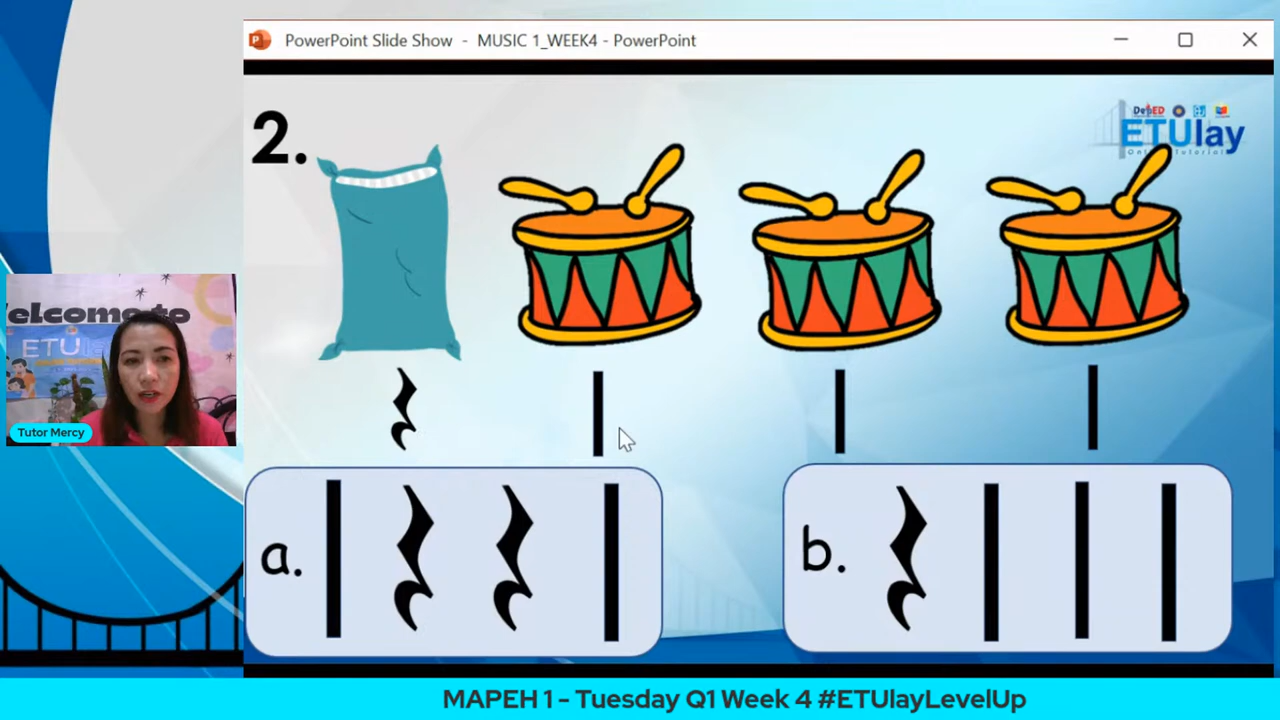 PowerPoint Slide Show - MUSIC 1_WEEK4 - PowerPoint
2.
DepED
ETUlay
elcome to
ETU
Tutor Mercy
a.
b.
MAPEH 1 - Tuesday Q1 Week 4 #ETUlayLevelUp